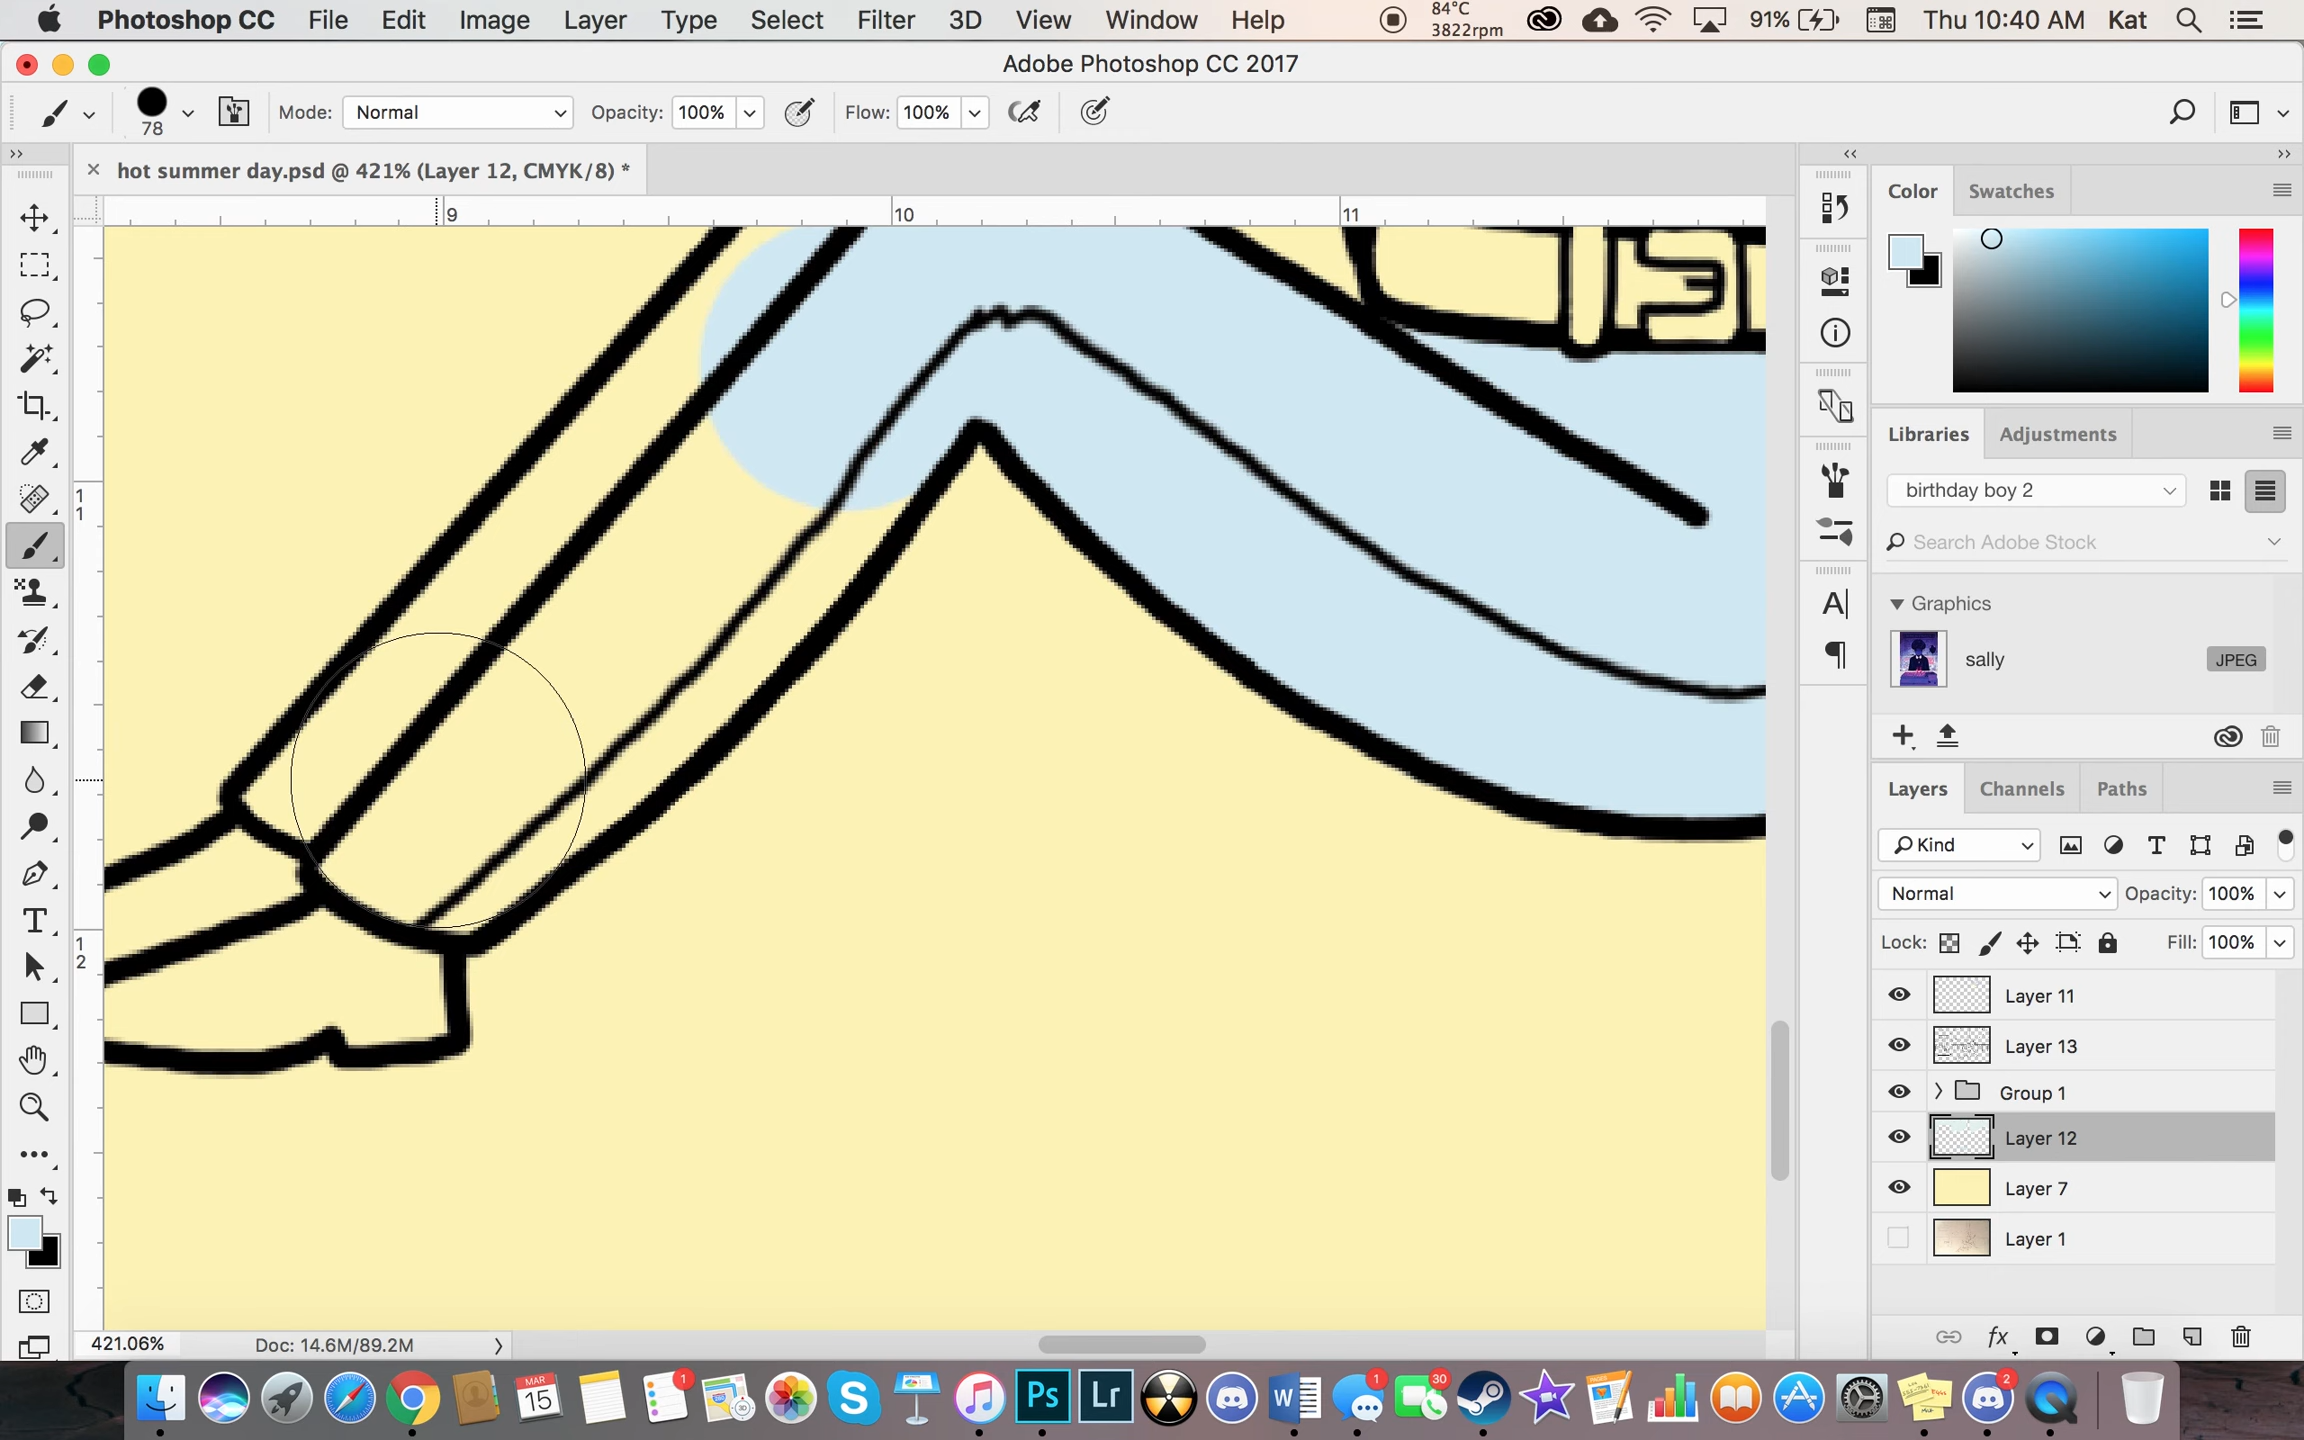 Photoshop CC File Edit Image Layer Type Select Filter 3D View Window Help 84°C 3822rpm 91% Thu 10:40 AM Kat
Adobe Photoshop CC 2017
78 Mode: Normal Opacity: 100% Flow: 100%
hot summer day.psd @ 421% (Layer 12, CMYK/8) *
9 10 11
Color Swatches
Libraries Adjustments
birthday boy 2
Search Adobe Stock
Graphics
sally JPEG
Layers Channels Paths
Kind
Normal Opacity: 100%
Lock: Fill: 100%
Layer 11
Layer 13
Group 1
Layer 12
Layer 7
Layer 1
11
12
421.06% Doc: 14.6M/89.2M
MAR
15
1
Ps
Lr
1
30
2